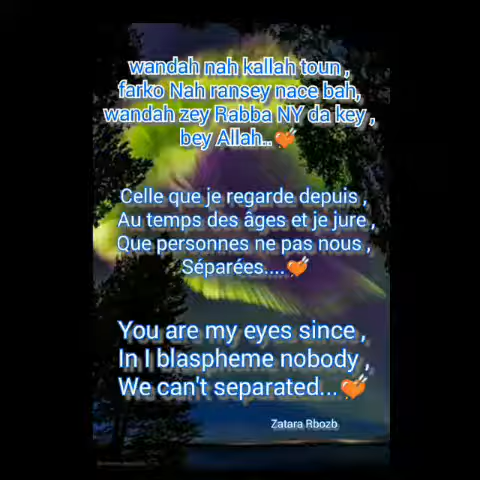 wandah nah kallah toun ,
farko Nah ransey nace bah,
wandah zey Rabba NY da key ,
bey Allah..
Celle que je regarde depuis ,
Au temps des âges et je jure ,
Que personnes ne pas nous ,
Séparées....
You are my eyes since ,
In I blaspheme nobody ,
We can't separated...
Zatara Rbozb